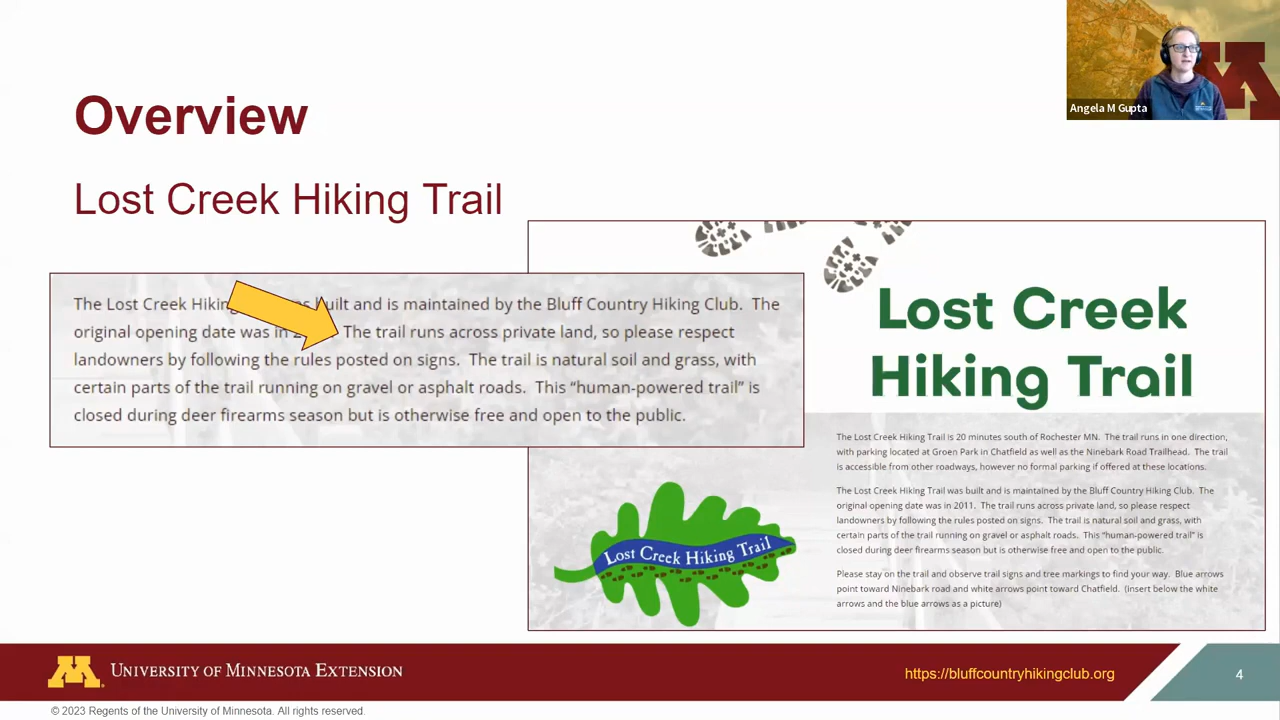 Angela M Gupta
Overview
Lost Creek Hiking Trail
The Lost Creek Hiking built and is maintained by the Bluff Country Hiking Club. The
original opening date was in The trail runs across private land, so please respect
landowners by following the rules posted on signs. The trail is natural soil and grass, with
certain parts of the trail running on gravel or asphalt roads. This “human-powered trail” is
closed during deer firearms season but is otherwise free and open to the public.
Lost Creek
Hiking Trail
The Lost Creek Hiking Trail is 20 minutes south of Rochester MN. The trail runs in one direction,
with parking located at Groen Park in Chatfield as well as the Ninebark Road Trailhead. The trail
is accessible from other roadways, however no formal parking if offered at these locations.
The Lost Creek Hiking Trail was built and is maintained by the Bluff Country Hiking Club. The
original opening date was in 2011. The trail runs across private land, so please respect
landowners by following the rules posted on signs. The trail is natural soil and grass, with
certain parts of the trail running on gravel or asphalt roads. This “human-powered trail” is
closed during deer firearms season but is otherwise free and open to the public.
Please stay on the trail and observe trail signs and tree markings to find your way. Blue arrows
point toward Ninebark road and white arrows point toward Chatfield. (Insert below the white
arrows and the blue arrows as a picture)
Lost Creek Hiking Trail
M
UNIVERSITY OF MINNESOTA EXTENSION
https://bluffcountryhikingclub.org
4
© 2023 Regents of the University of Minnesota. All rights reserved.